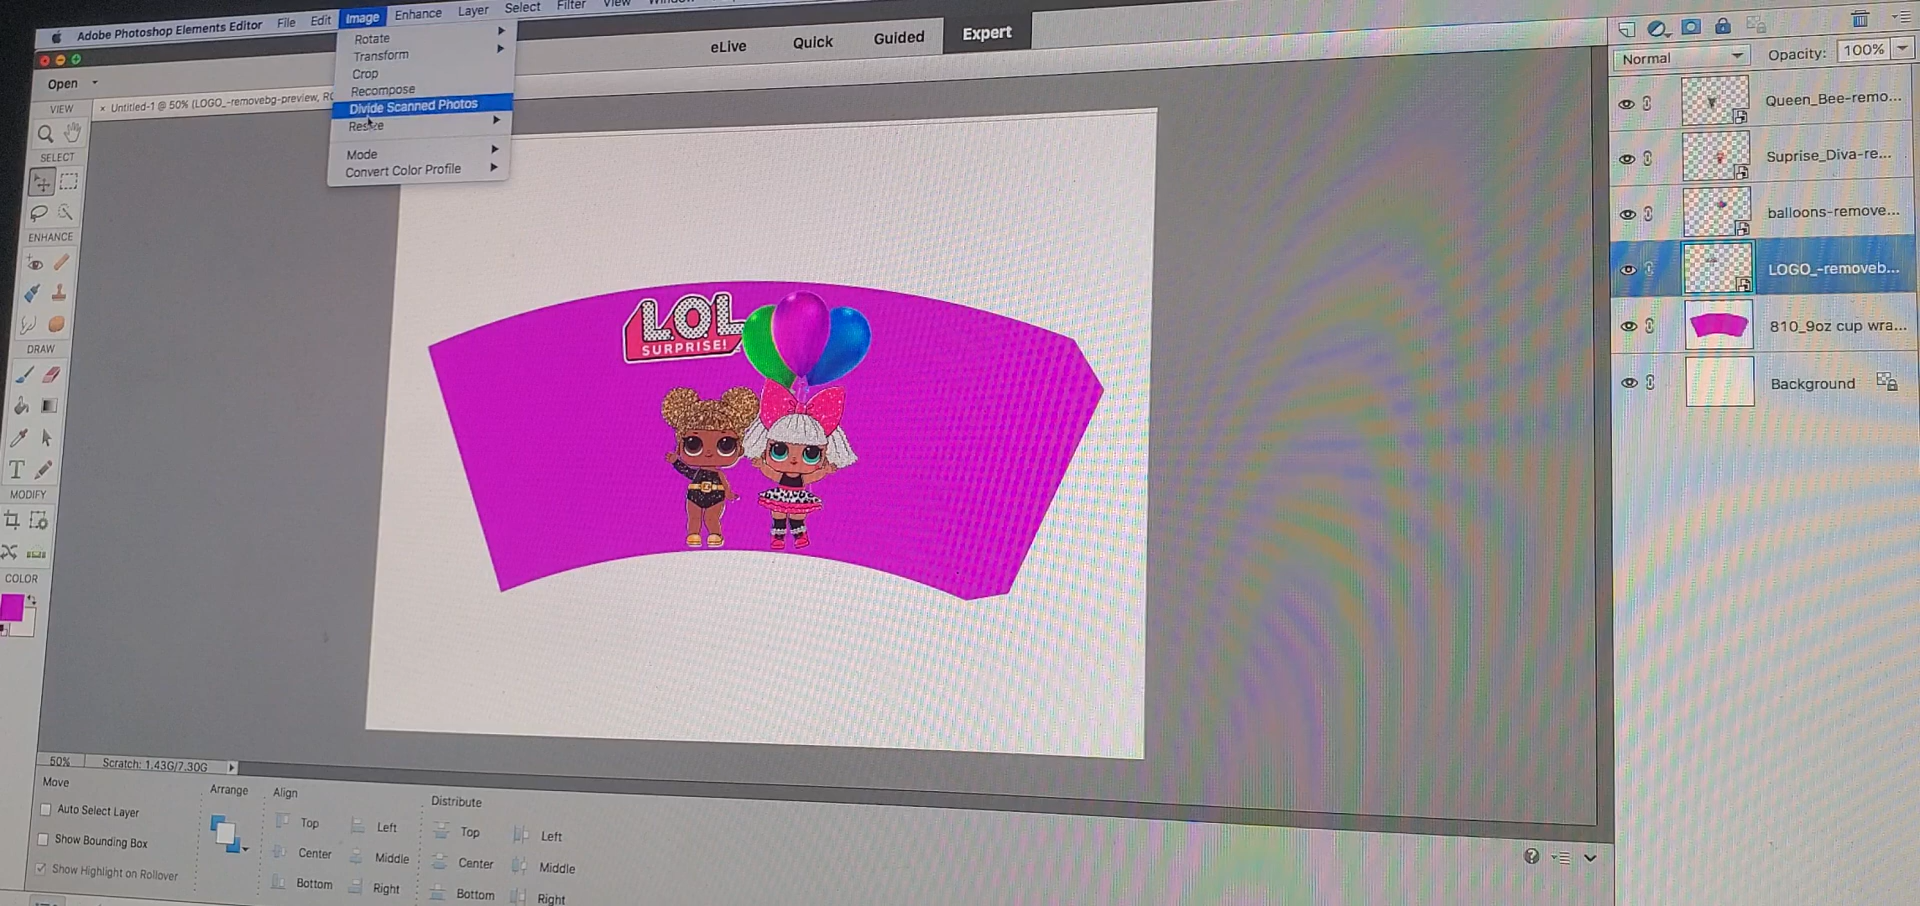 Adobe Photoshop Elements Editor File Edit Image Enhance Layer Select Filter View
Open
eLive Quick Guided Expert
Rotate
Transform
Crop
Recompose
Divide Scanned Photos
Resize
Mode
Convert Color Profile
× Untitled-1 @ 50% (LOGO_-removebg-preview,
VIEW
SELECT
ENHANCE
DRAW
T
MODIFY
COLOR
LOL
SURPRISE!
Normal
Opacity: 100%
Queen_Bee-remo...
Suprise_Diva-re...
balloons-remove...
LOGO_-removeb...
810_9oz cup wra...
Background
50% Scratch: 1.43G/7.30G
Move
Auto Select Layer
Show Bounding Box
Show Highlight on Rollover
Arrange
Align
Top Left
Center Middle
Bottom Right
Distribute
Top Left
Center Middle
Bottom Right
?